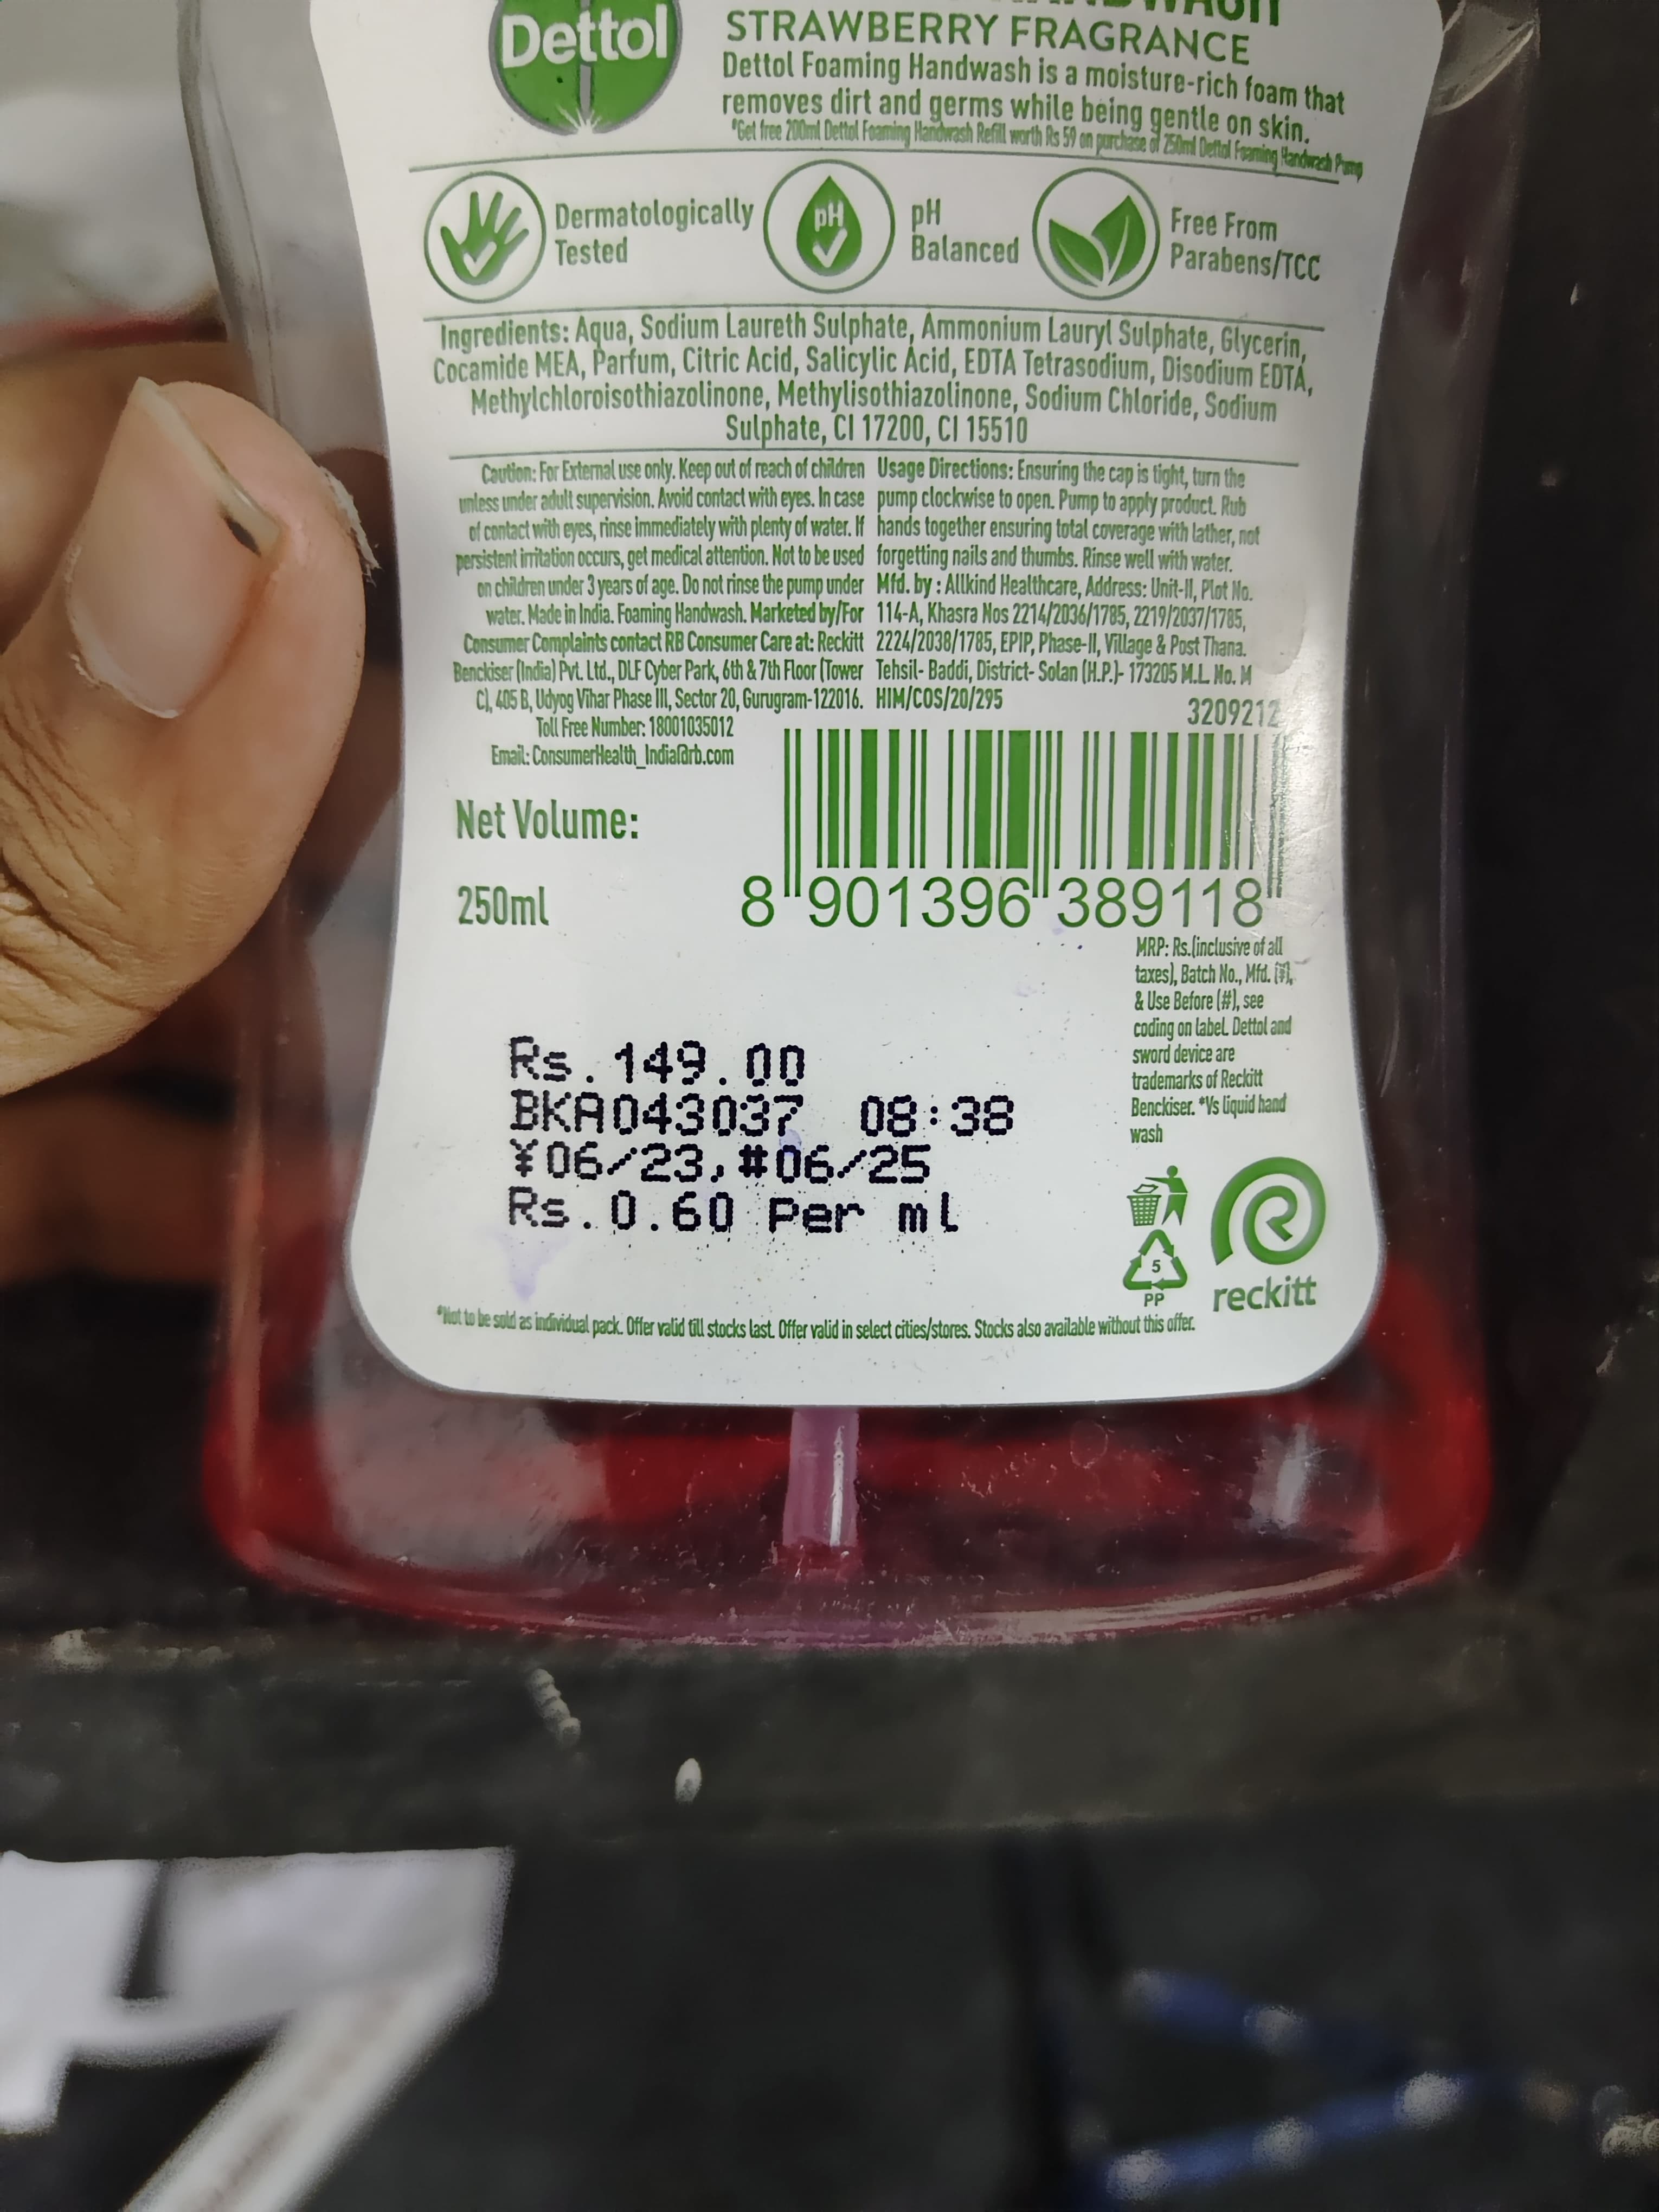 Dettol
STRAWBERRY FRAGRANCE
Dettol Foaming Handwash is a moisture-rich foam that
removes dirt and germs while being gentle on skin.
*Get free 200ml Dettol Foaming Handwash Refill worth Rs 59 on purchase of 250ml Dettol Foaming Handwash Pump
Dermatologically
Tested
pH
pH
Balanced
Free From
Parabens/TCC
Ingredients: Aqua, Sodium Laureth Sulphate, Ammonium Lauryl Sulphate, Glycerin,
Cocamide MEA, Parfum, Citric Acid, Salicylic Acid, EDTA Tetrasodium, Disodium EDTA,
Methylchloroisothiazolinone, Methylisothiazolinone, Sodium Chloride, Sodium
Sulphate, CI 17200, CI 15510
Caution: For External use only. Keep out of reach of children
unless under adult supervision. Avoid contact with eyes. In case
of contact with eyes, rinse immediately with plenty of water. If
persistent irritation occurs, get medical attention. Not to be used
on children under 3 years of age. Do not rinse the pump under
water. Made in India. Foaming Handwash. Marketed by/For
Consumer Complaints contact RB Consumer Care at: Reckitt
Benckiser (India) Pvt. Ltd., DLF Cyber Park, 6th & 7th Floor (Tower
C), 405 B, Udyog Vihar Phase III, Sector 20, Gurugram-122016.
Toll Free Number: 18001035012
Email: ConsumerHealth_India@rb.com
Usage Directions: Ensuring the cap is tight, turn the
pump clockwise to open. Pump to apply product. Rub
hands together ensuring total coverage with lather, not
forgetting nails and thumbs. Rinse well with water.
Mfd. by : Allkind Healthcare, Address: Unit-II, Plot No.
114-A, Khasra Nos 2214/2036/1785, 2219/2037/1785,
2224/2038/1785, EPIP, Phase-II, Village & Post Thana.
Tehsil- Baddi, District- Solan (H.P.)- 173205 M.L. No. M
HIM/COS/20/295
3209212
Net Volume:
250ml
8 901396 389118
MRP: Rs.(inclusive of all
taxes), Batch No., Mfd. (¥),
& Use Before (#), see
coding on label. Dettol and
sword device are
trademarks of Reckitt
Benckiser. *Vs liquid hand
wash
Rs.149.00
BKA043037 08:38
¥06/23,#06/25
Rs.0.60 Per ml
5
PP
reckitt
*Not to be sold as individual pack. Offer valid till stocks last. Offer valid in select cities/stores. Stocks also available without this offer.